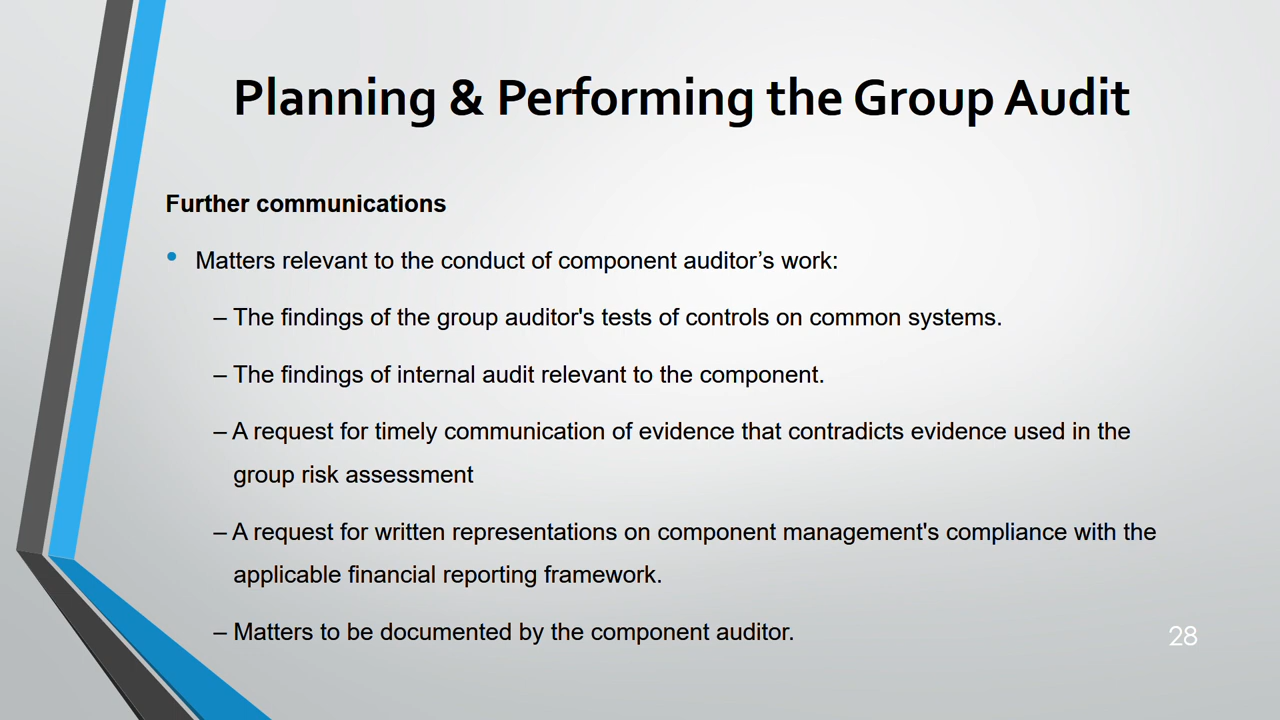 Planning & Performing the Group Audit
Further communications
• Matters relevant to the conduct of component auditor’s work:
– The findings of the group auditor's tests of controls on common systems.
– The findings of internal audit relevant to the component.
– A request for timely communication of evidence that contradicts evidence used in the
group risk assessment
– A request for written representations on component management's compliance with the
applicable financial reporting framework.
– Matters to be documented by the component auditor.
28